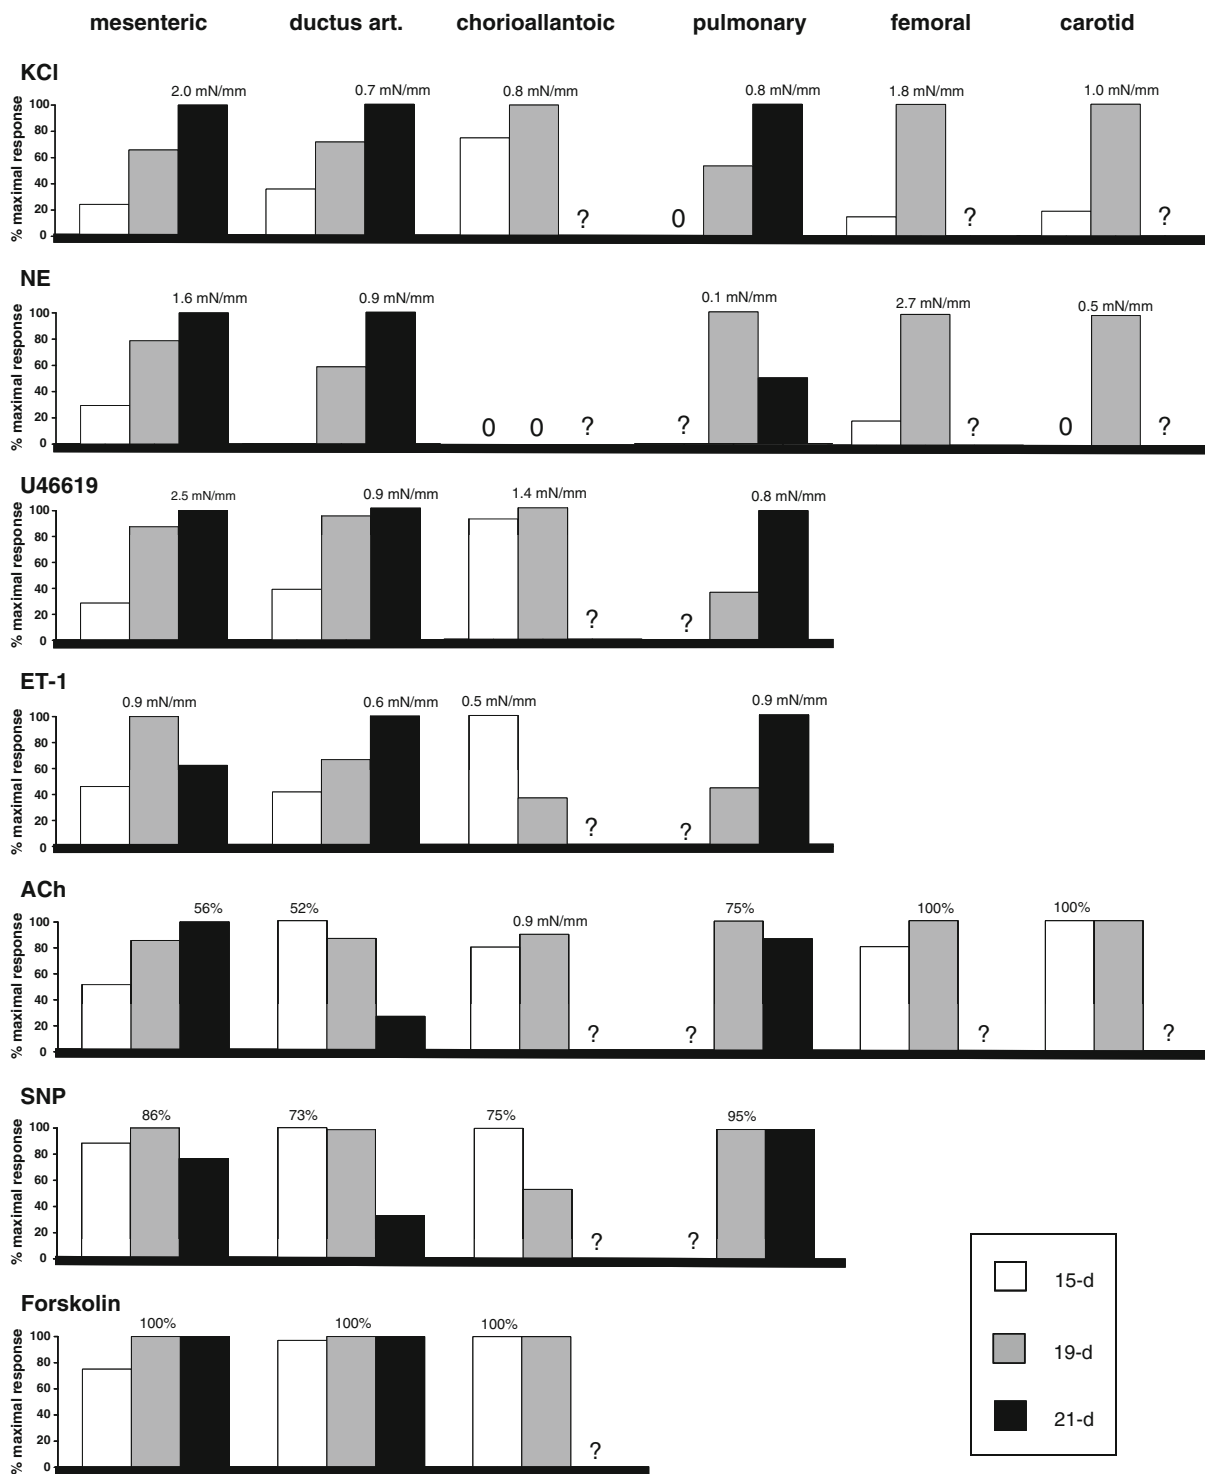 mesenteric ductus art. chorioallantoic pulmonary femoral carotid
KCl
2.0 mN/mm 0.7 mN/mm 0.8 mN/mm 0.8 mN/mm 1.8 mN/mm 1.0 mN/mm
% maximal response
100
80
60
40
20
0
? 0 ? ?
NE
1.6 mN/mm 0.9 mN/mm 0.1 mN/mm 2.7 mN/mm 0.5 mN/mm
% maximal response
100
80
60
40
20
0
0 0 ? ? ? 0 ?
U46619
2.5 mN/mm 0.9 mN/mm 1.4 mN/mm 0.8 mN/mm
% maximal response
100
80
60
40
20
0
? ?
ET-1
0.9 mN/mm 0.6 mN/mm 0.5 mN/mm 0.9 mN/mm
% maximal response
100
80
60
40
20
0
? ?
ACh
56% 52% 0.9 mN/mm 75% 100% 100%
% maximal response
100
80
60
40
20
0
? ? ? ?
SNP
86% 73% 75% 95%
% maximal response
100
80
60
40
20
0
? ?
Forskolin
100% 100% 100%
% maximal response
100
80
60
40
20
0
?
15-d
19-d
21-d